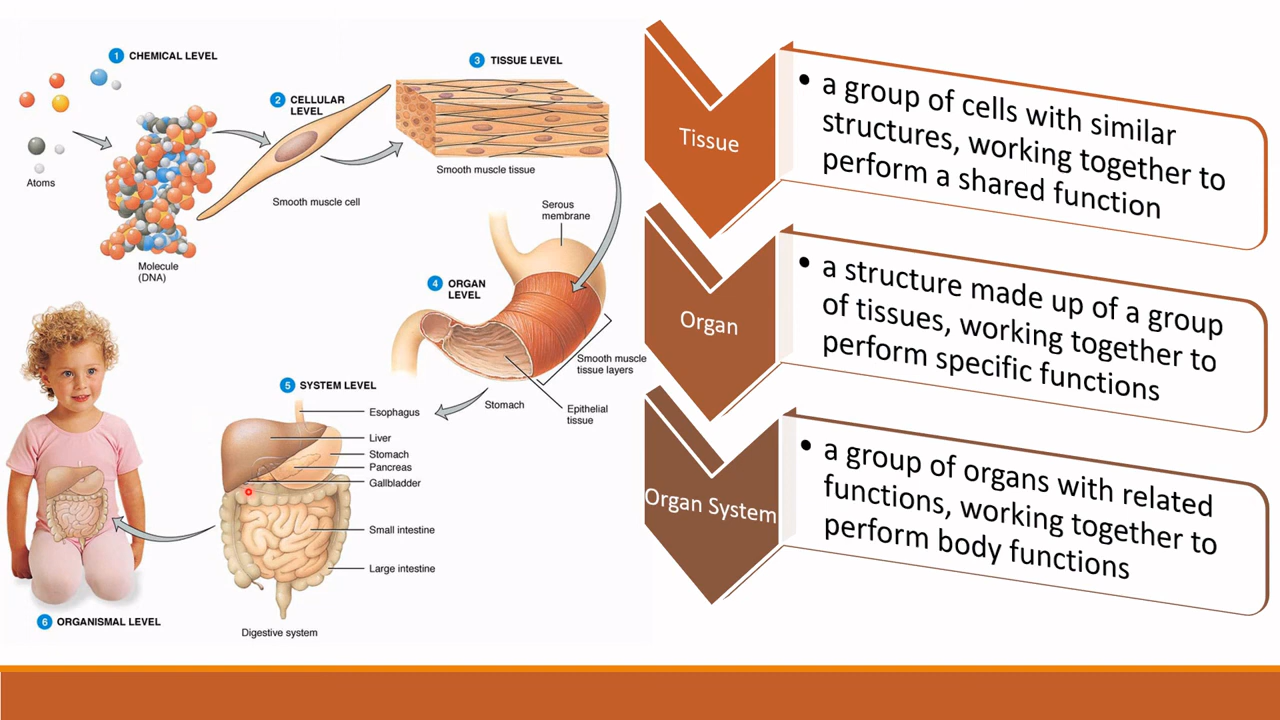 1 CHEMICAL LEVEL
Atoms
Molecule
(DNA)
2 CELLULAR
LEVEL
Smooth muscle cell
3 TISSUE LEVEL
Smooth muscle tissue
Serous
membrane
4 ORGAN
LEVEL
Smooth muscle
tissue layers
Stomach
Epithelial
tissue
5 SYSTEM LEVEL
Esophagus
Liver
Stomach
Pancreas
Gallbladder
Small intestine
Large intestine
Digestive system
6 ORGANISMAL LEVEL
Tissue
• a group of cells with similar
structures, working together to
perform a shared function
Organ
• a structure made up of a group
of tissues, working together to
perform specific functions
Organ System
• a group of organs with related
functions, working together to
perform body functions